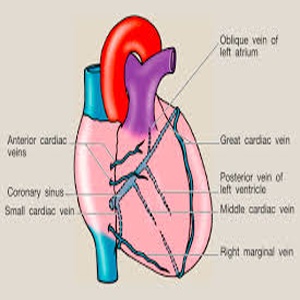 Oblique vein of
left atrium
Anterior cardiac
veins
Great cardiac vein
Posterior vein of
left ventricle
Coronary sinus
Small cardiac vein
Middle cardiac vein
Right marginal vein